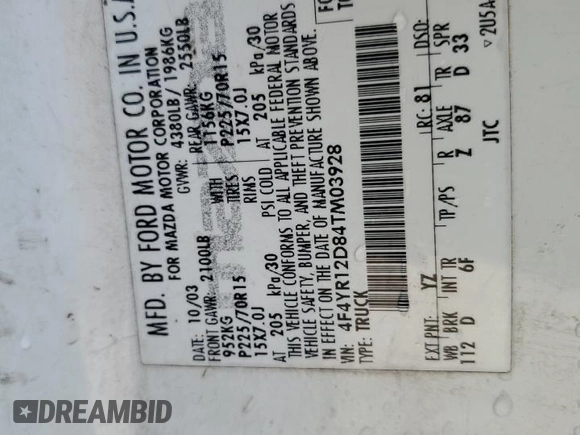 MFD. BY FORD MOTOR CO. IN U.S.A
FOR MAZDA MOTOR CORPORATION
10/03 GVWR: 4380LB/1986KG
FRONT GAWR: 2100LB REAR GAWR: 2550LB
952KG WITH 1156KG
P225/70R15 TIRES P225/70R15
15X7.0J RIMS 15X7.0J
AT 205 kPa/30 PSI COLD AT 205 kPa/30
THIS VEHICLE CONFORMS TO ALL APPLICABLE FEDERAL MOTOR
VEHICLE SAFETY, BUMPER, AND THEFT PREVENTION STANDARDS
IN EFFECT ON THE DATE OF MANUFACTURE SHOWN ABOVE.
VIN: 4F4YR12D84TM03928
TYPE: TRUCK
EXT PNT: YZ RC: 81 DSO:
WB BRK INT TR TP/PS R AXLE TR SPR
112 D 6F Z 87 D 33
JTC
DREAMBID